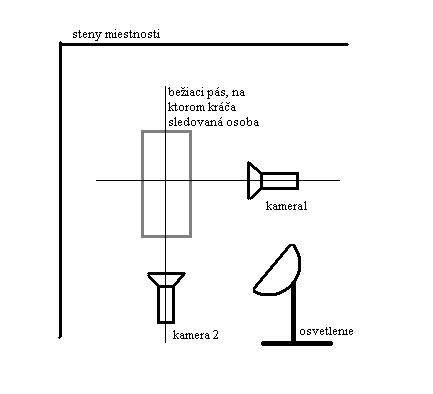 steny miestnosti
bežiaci pás, na
ktorom kráča
sledovaná osoba
kamera1
kamera 2
osvetlenie